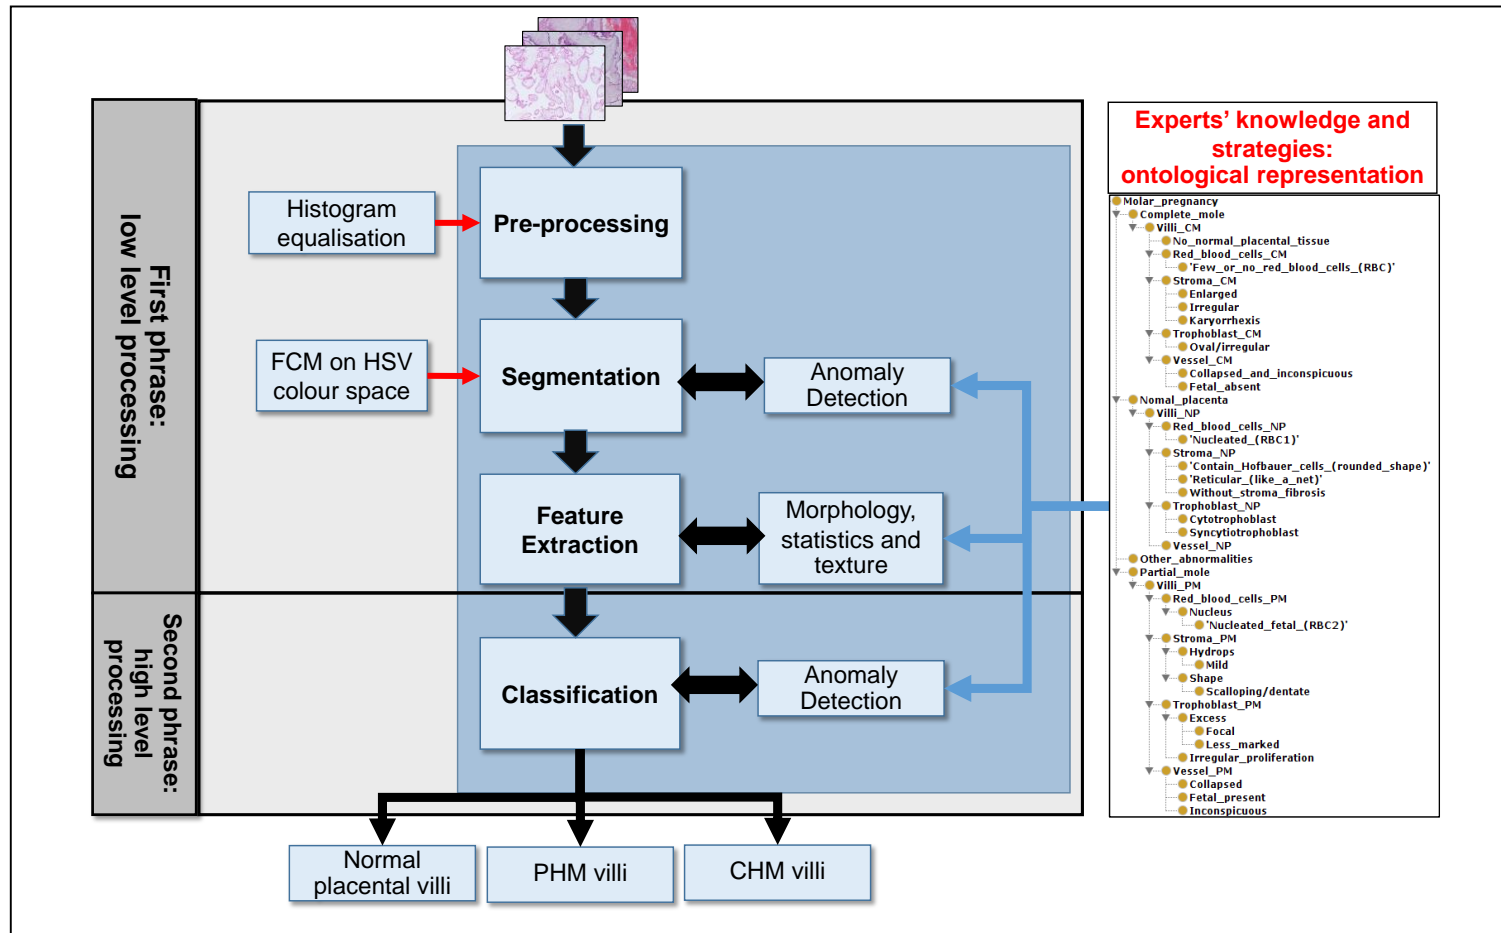 First phrase:
low level processing
Second phrase:
high level
processing
Histogram
equalisation
Pre-processing
FCM on HSV
colour space
Segmentation
Anomaly
Detection
Feature
Extraction
Morphology,
statistics and
texture
Classification
Anomaly
Detection
Normal
placental villi
PHM villi
CHM villi
Experts’ knowledge and
strategies:
ontological representation
Molar_pregnancy
Complete_mole
Villi_CM
No_normal_placental_tissue
Red_blood_cells_CM
'Few_or_no_red_blood_cells_(RBC)'
Stroma_CM
Enlarged
Irregular
Karyorrhexis
Trophoblast_CM
Oval/irregular
Vessel_CM
Collapsed_and_inconspicuous
Fetal_absent
Nomal_placenta
Villi_NP
Red_blood_cells_NP
'Nucleated_(RBC1)'
Stroma_NP
'Contain_Hofbauer_cells_(rounded_shape)'
'Reticular_(like_a_net)'
Without_stroma_fibrosis
Trophoblast_NP
Cytotrophoblast
Syncytiotrophoblast
Vessel_NP
Other_abnormalities
Partial_mole
Villi_PM
Red_blood_cells_PM
Nucleus
'Nucleated_fetal_(RBC2)'
Stroma_PM
Hydrops
Mild
Shape
Scalloping/dentate
Trophoblast_PM
Excess
Focal
Less_marked
Irregular_proliferation
Vessel_PM
Collapsed
Fetal_present
Inconspicuous